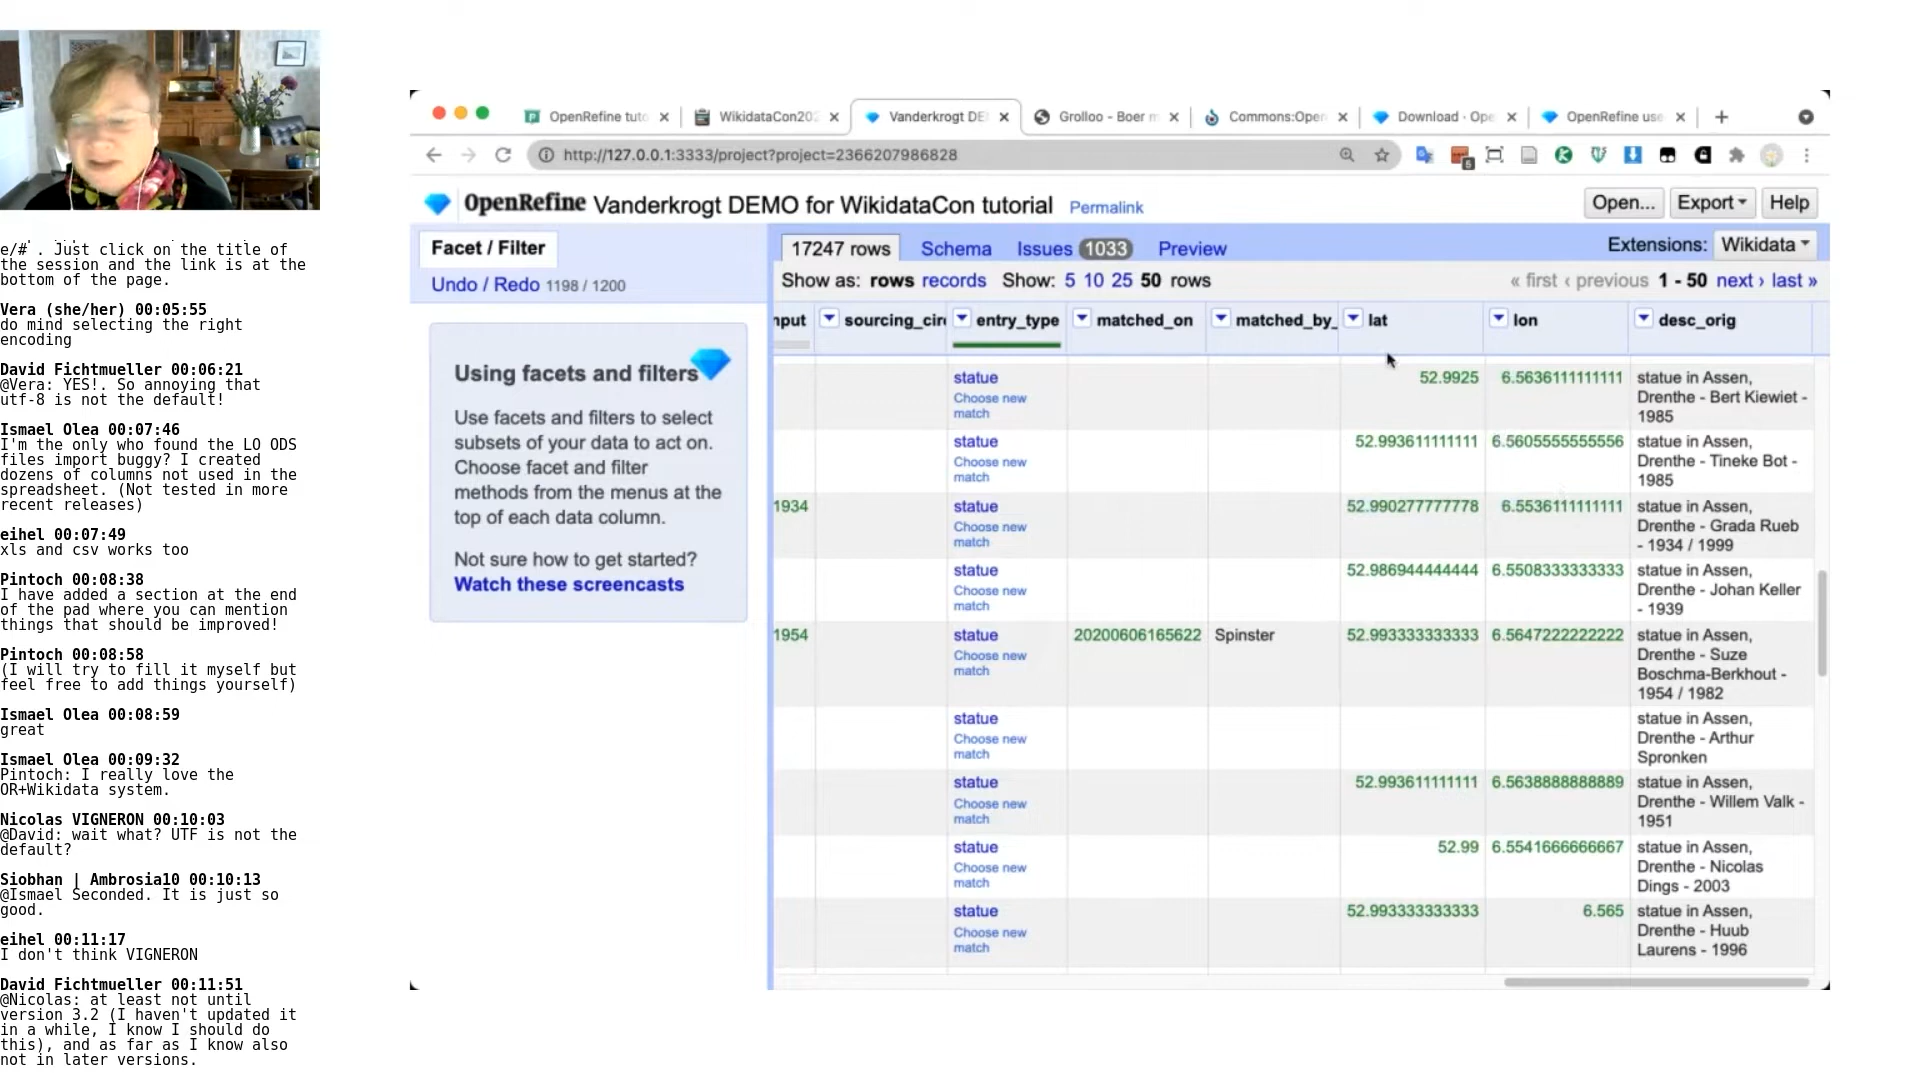 e/# . Just click on the title of
the session and the link is at the
bottom of the page.
Vera (she/her) 00:05:55
do mind selecting the right
encoding
David Fichtmueller 00:06:21
@Vera: YES!. So annoying that
utf-8 is not the default!
Ismael Olea 00:07:46
I'm the only who found the LO ODS
files import buggy? I created
dozens of columns not used in the
spreadsheet. (Not tested in more
recent releases)
eihel 00:07:49
xls and csv works too
Pintoch 00:08:38
I have added a section at the end
of the pad where you can mention
things that should be improved!
Pintoch 00:08:58
(I will try to fill it myself but
feel free to add things yourself)
Ismael Olea 00:08:59
great
Ismael Olea 00:09:32
Pintoch: I really love the
OR+Wikidata system.
Nicolas VIGNERON 00:10:03
@David: wait what? UTF is not the
default?
Siobhan | Ambrosia10 00:10:13
@Ismael Seconded. It is just so
good.
eihel 00:11:17
I don't think VIGNERON
David Fichtmueller 00:11:51
@Nicolas: at least not until
version 3.2 (I haven't updated it
in a while, I know I should do
this), and as far as I know also
not in later versions.
OpenRefine tuto WikidataCon202 Vanderkrogt DE Grolloo - Boer m Commons:Open Download · Ope OpenRefine use
http://127.0.0.1:3333/project?project=2366207986828
OpenRefine Vanderkrogt DEMO for WikidataCon tutorial Permalink Open... Export Help
Facet / Filter
Undo / Redo 1198 / 1200
17247 rows Schema Issues 1033 Preview Extensions: Wikidata
Show as: rows records Show: 5 10 25 50 rows « first ‹ previous 1 - 50 next › last »
Using facets and filters
Use facets and filters to select
subsets of your data to act on.
Choose facet and filter
methods from the menus at the
top of each data column.
Not sure how to get started?
Watch these screencasts
nput sourcing_circ entry_type matched_on matched_by_ lat lon desc_orig
statue 52.9925 6.5636111111111 statue in Assen,
Choose new Drenthe - Bert Kiewiet -
match 1985
statue 52.993611111111 6.5605555555556 statue in Assen,
Choose new Drenthe - Tineke Bot -
match 1985
1934 statue 52.990277777778 6.5536111111111 statue in Assen,
Choose new Drenthe - Grada Rueb
match - 1934 / 1999
statue 52.986944444444 6.5508333333333 statue in Assen,
Choose new Drenthe - Johan Keller
match - 1939
1954 statue 20200606165622 Spinster 52.993333333333 6.5647222222222 statue in Assen,
Choose new Drenthe - Suze
match Boschma-Berkhout -
1954 / 1982
statue statue in Assen,
Choose new Drenthe - Arthur
match Spronken
statue 52.993611111111 6.5638888888889 statue in Assen,
Choose new Drenthe - Willem Valk -
match 1951
statue 52.99 6.5541666666667 statue in Assen,
Choose new Drenthe - Nicolas
match Dings - 2003
statue 52.993333333333 6.565 statue in Assen,
Choose new Drenthe - Huub
match Laurens - 1996